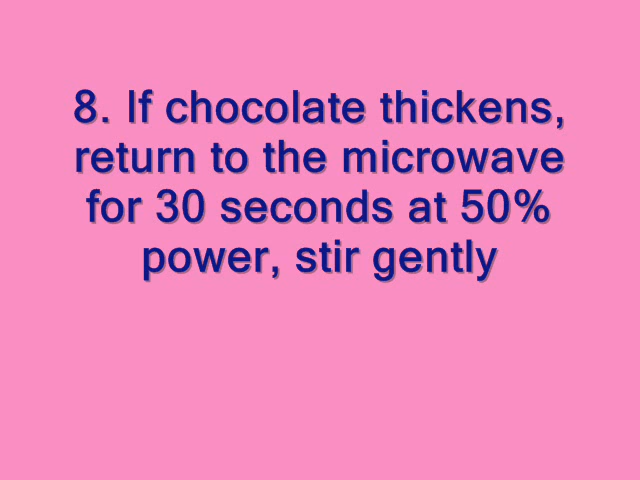 8. If chocolate thickens,
return to the microwave
for 30 seconds at 50%
power, stir gently